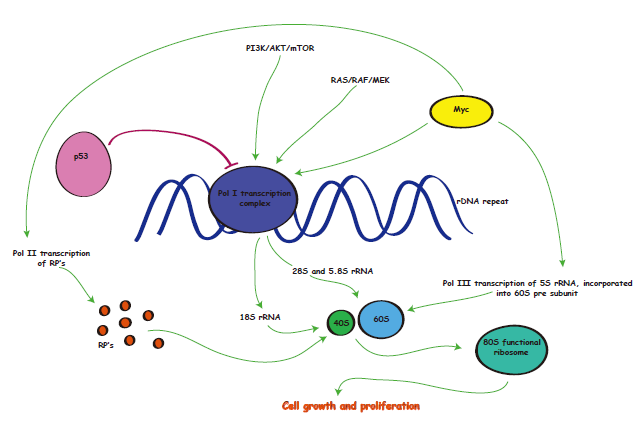 PI3K/AKT/mTOR
RAS/RAF/MEK
Myc
p53
Pol I transcription
complex
rDNA repeat
Pol II transcription
of RP's
28S and 5.8S rRNA
Pol III transcription of 5S rRNA, incorporated
into 60S pre subunit
18S rRNA
40S
60S
RP's
80S functional
ribosome
Cell growth and proliferation